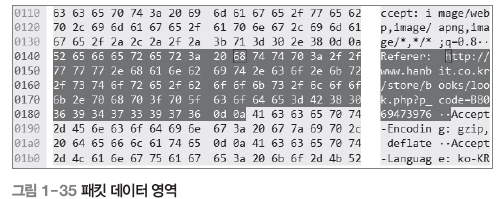 0110 63 63 65 70 74 3a 20 69 6d 61 67 65 2f 77 65 62 ccept: i mage/web
0120 70 2c 69 6d 61 67 65 2f 61 70 6e 67 2c 69 6d 61 p,image/ apng,ima
0130 67 65 2f 2a 2c 2a 2f 2a 3b 71 3d 30 2e 38 0d 0a ge/*,*/* ;q=0.8··
0140 52 65 66 65 72 65 72 3a 20 68 74 74 70 3a 2f 2f Referer: http://
0150 77 77 77 2e 68 61 6e 62 69 74 2e 63 6f 2e 6b 72 www.hanb it.co.kr
0160 2f 73 74 6f 72 65 2f 62 6f 6f 6b 73 2f 6c 6f 6f /store/b ooks/loo
0170 6b 2e 70 68 70 3f 70 5f 63 6f 64 65 3d 42 38 30 k.php?p_ code=B80
0180 36 39 34 37 33 39 37 36 0d 0a 41 63 63 65 70 74 69473976 ··Accept
0190 2d 45 6e 63 6f 64 69 6e 67 3a 20 67 7a 69 70 2c -Encodin g: gzip,
01a0 20 64 65 66 6c 61 74 65 0d 0a 41 63 63 65 70 74 deflate ··Accept
01b0 2d 4c 61 6e 67 75 61 67 65 3a 20 6b 6f 2d 4b 52 -Languag e: ko-KR
그림 1-35 패킷 데이터 영역